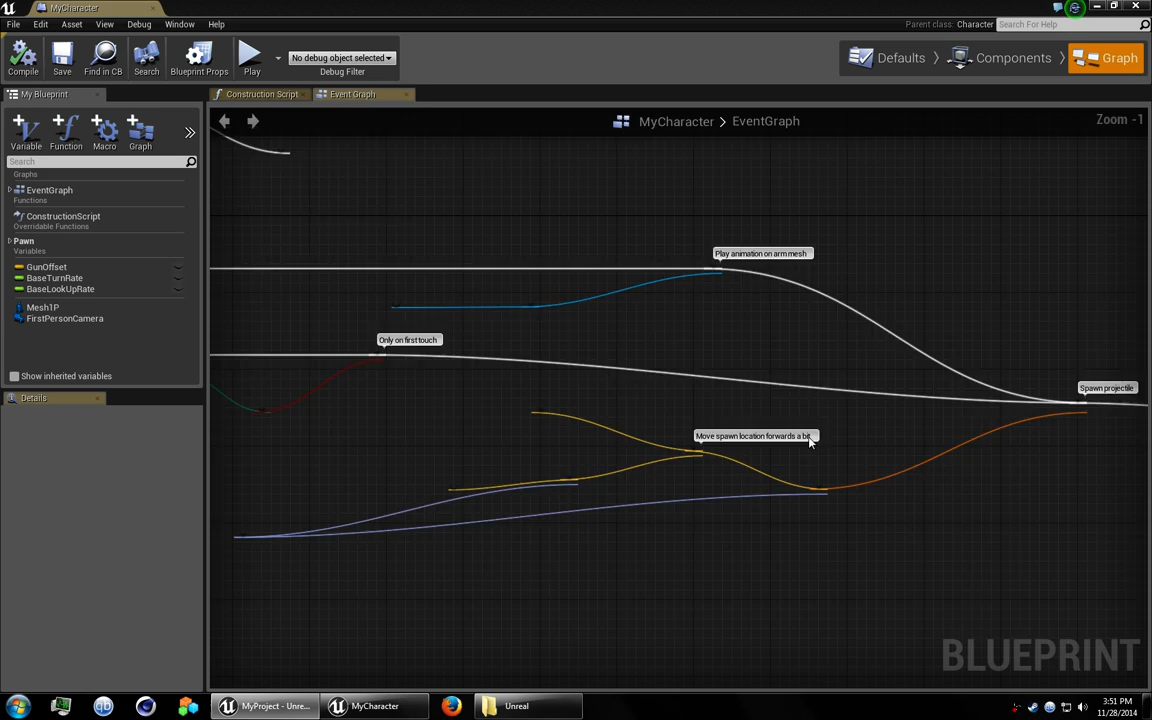 MyCharacter
File Edit Asset View Debug Window Help
Parent class: Character Search For Help
Compile Save Find in CB Search Blueprint Props Play
No debug object selected
Debug Filter
Defaults Components Graph
My Blueprint
Construction Script Event Graph
Variable Function Macro Graph
Search
Graphs
EventGraph
Functions
ConstructionScript
Overridable Functions
Pawn
Variables
GunOffset
BaseTurnRate
BaseLookUpRate
Mesh1P
FirstPersonCamera
Show inherited variables
Details
MyCharacter > EventGraph
Zoom -1
Play animation on arm mesh
Only on first touch
Spawn projectile
Move spawn location forwards a bit
BLUEPRINT
MyProject - Unre...
MyCharacter
Unreal
3:51 PM
11/28/2014